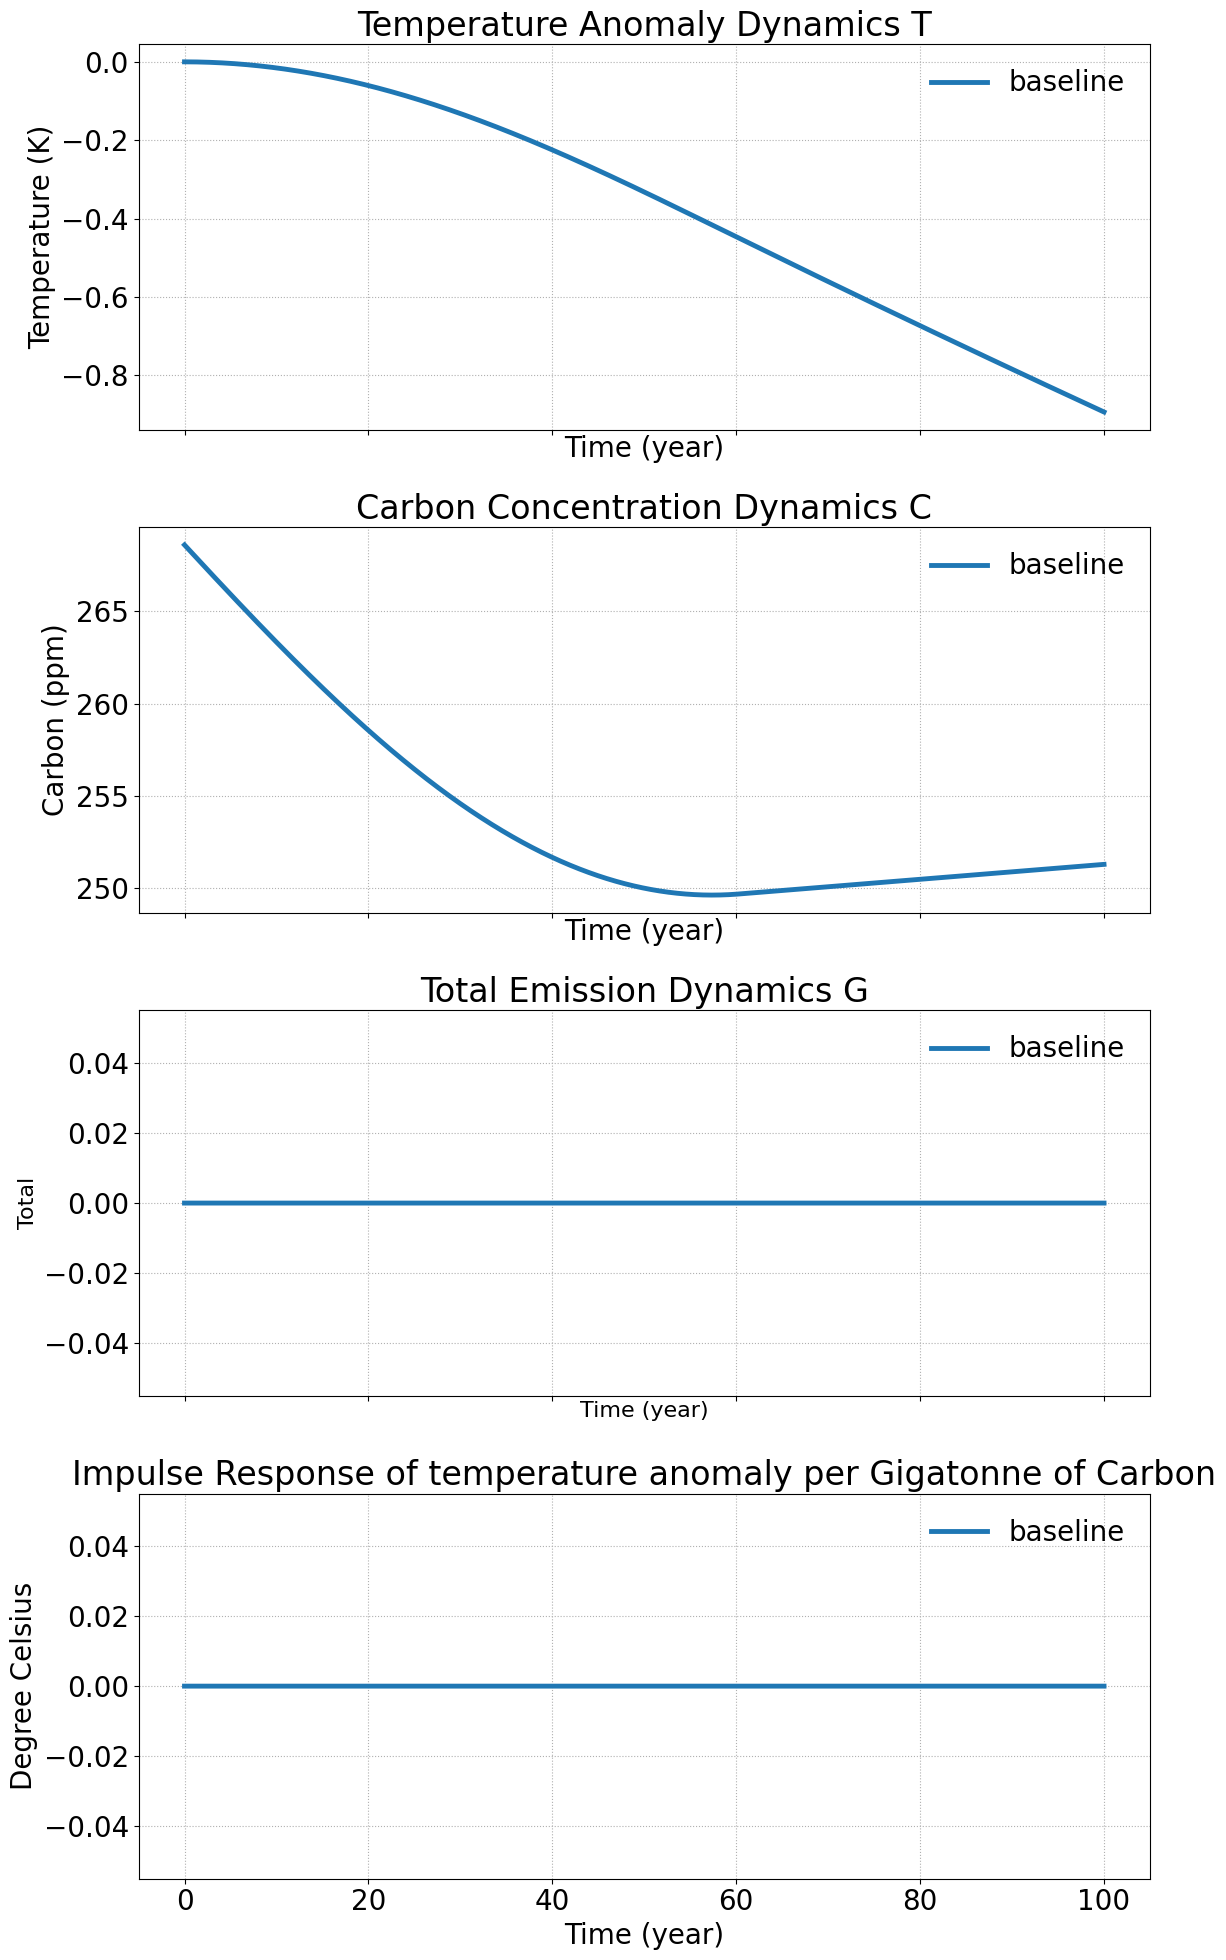 Temperature Anomaly Dynamics T
baseline
Temperature (K)
0.0
−0.2
−0.4
−0.6
−0.8
Time (year)
Carbon Concentration Dynamics C
baseline
Carbon (ppm)
265
260
255
250
Time (year)
Total Emission Dynamics G
baseline
Total
0.04
0.02
0.00
−0.02
−0.04
Time (year)
Impulse Response of temperature anomaly per Gigatonne of Carbon
baseline
Degree Celsius
0.04
0.02
0.00
−0.02
−0.04
0 20 40 60 80 100
Time (year)